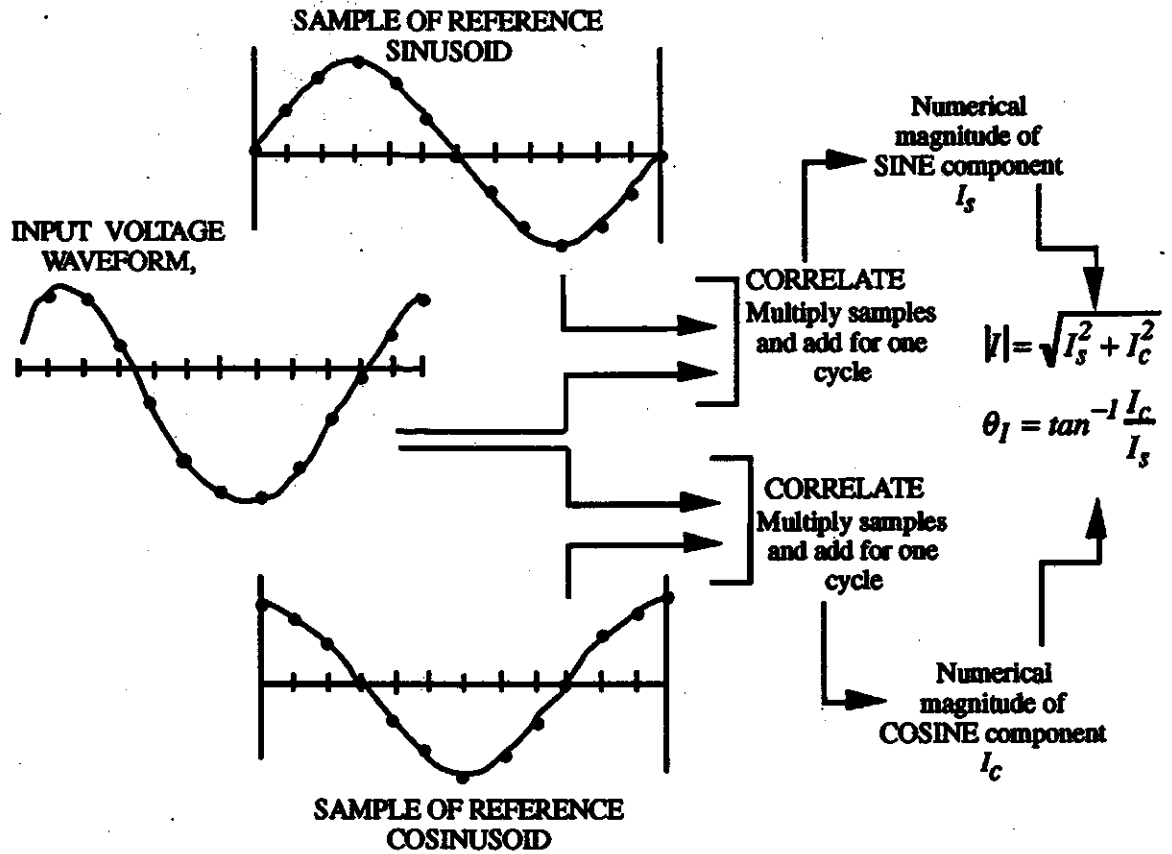 SAMPLE OF REFERENCE
SINUSOID
INPUT VOLTAGE
WAVEFORM,
CORRELATE
Multiply samples
and add for one
cycle
Numerical
magnitude of
SINE component
I_s
|I| = √(I_s^2 + I_c^2)
θ_I = tan^-1 I_c/I_s
CORRELATE
Multiply samples
and add for one
cycle
Numerical
magnitude of
COSINE component
I_c
SAMPLE OF REFERENCE
COSINUSOID